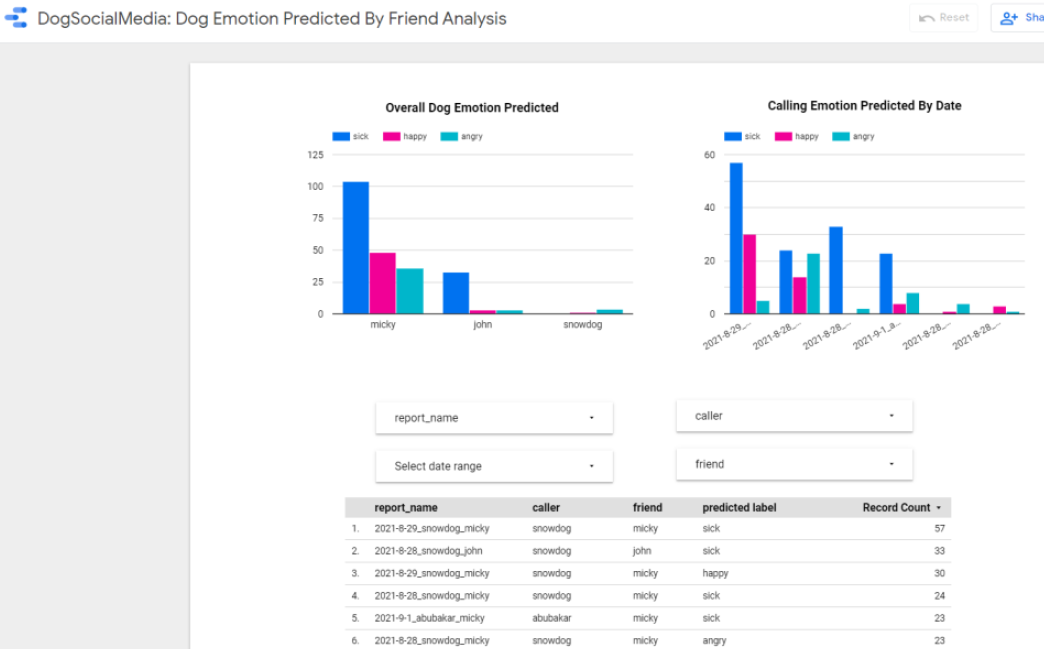 DogSocialMedia: Dog Emotion Predicted By Friend Analysis
Reset
Sha
Overall Dog Emotion Predicted
sick happy angry
125
100
75
50
25
0
micky john snowdog
Calling Emotion Predicted By Date
sick happy angry
60
40
20
0
2021-8-29_... 2021-8-28_... 2021-8-28_... 2021-9-1_a... 2021-8-28_... 2021-8-28_...
report_name
caller
Select date range
friend
report_name caller friend predicted label Record Count
1. 2021-8-29_snowdog_micky snowdog micky sick 57
2. 2021-8-28_snowdog_john snowdog john sick 33
3. 2021-8-29_snowdog_micky snowdog micky happy 30
4. 2021-8-28_snowdog_micky snowdog micky sick 24
5. 2021-9-1_abubakar_micky abubakar micky sick 23
6. 2021-8-28_snowdog_micky snowdog micky angry 23